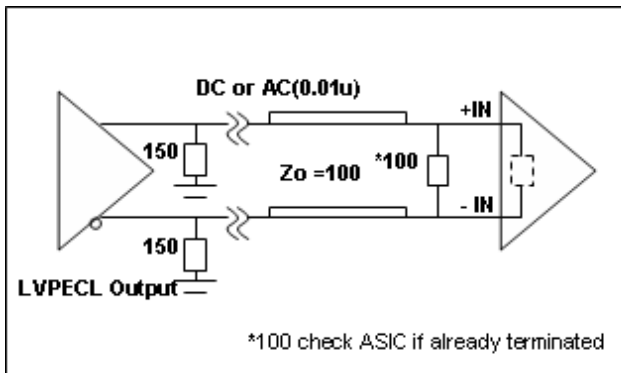 DC or AC(0.01u)
+IN
150
*100
Zo =100
- IN
150
LVPECL Output
*100 check ASIC if already terminated